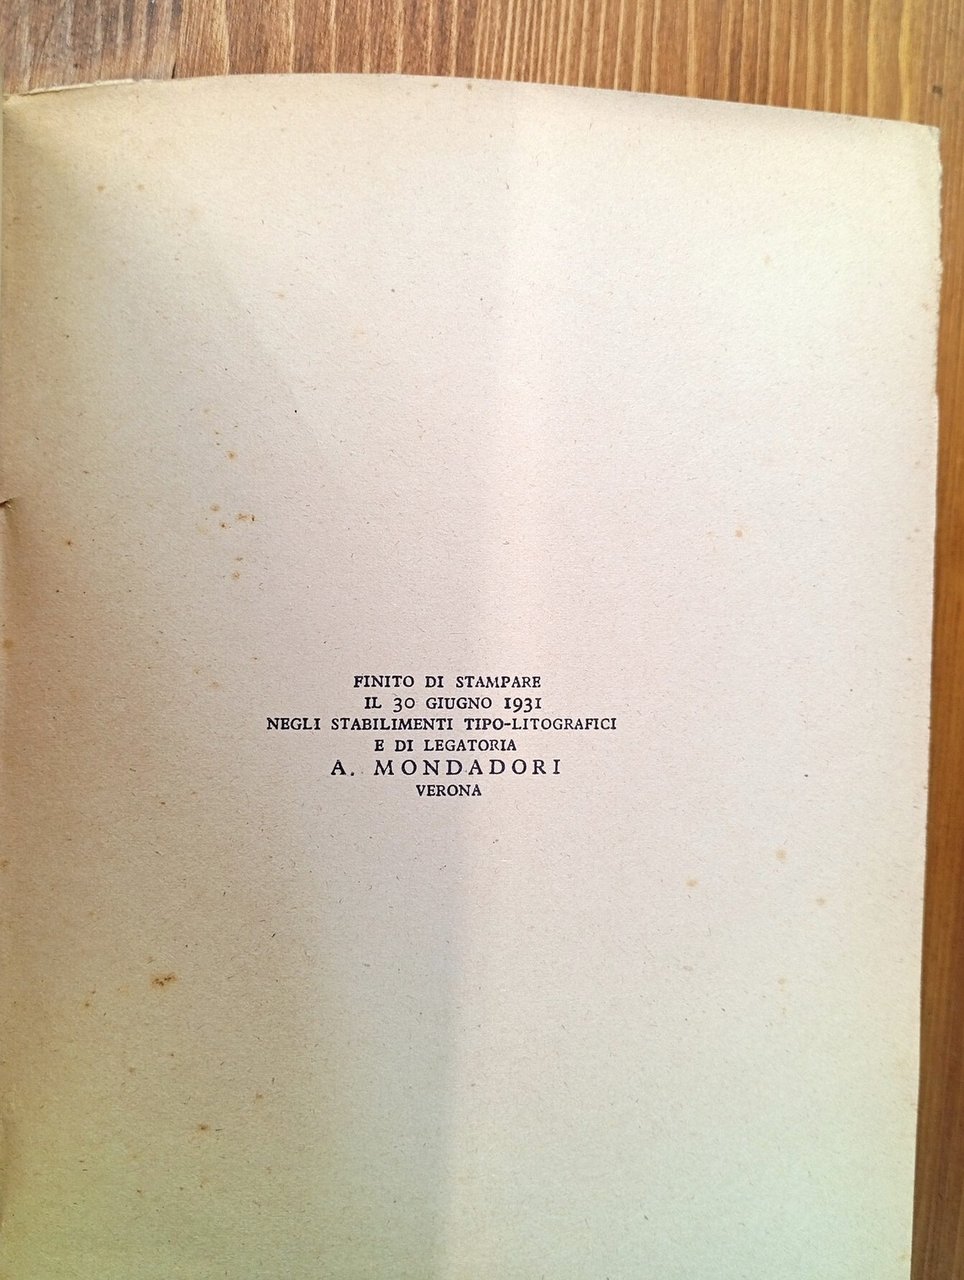 FINITO DI STAMPARE
IL 30 GIUGNO 1931
NEGLI STABILIMENTI TIPO-LITOGRAFICI
E DI LEGATORIA
A. MONDADORI
VERONA